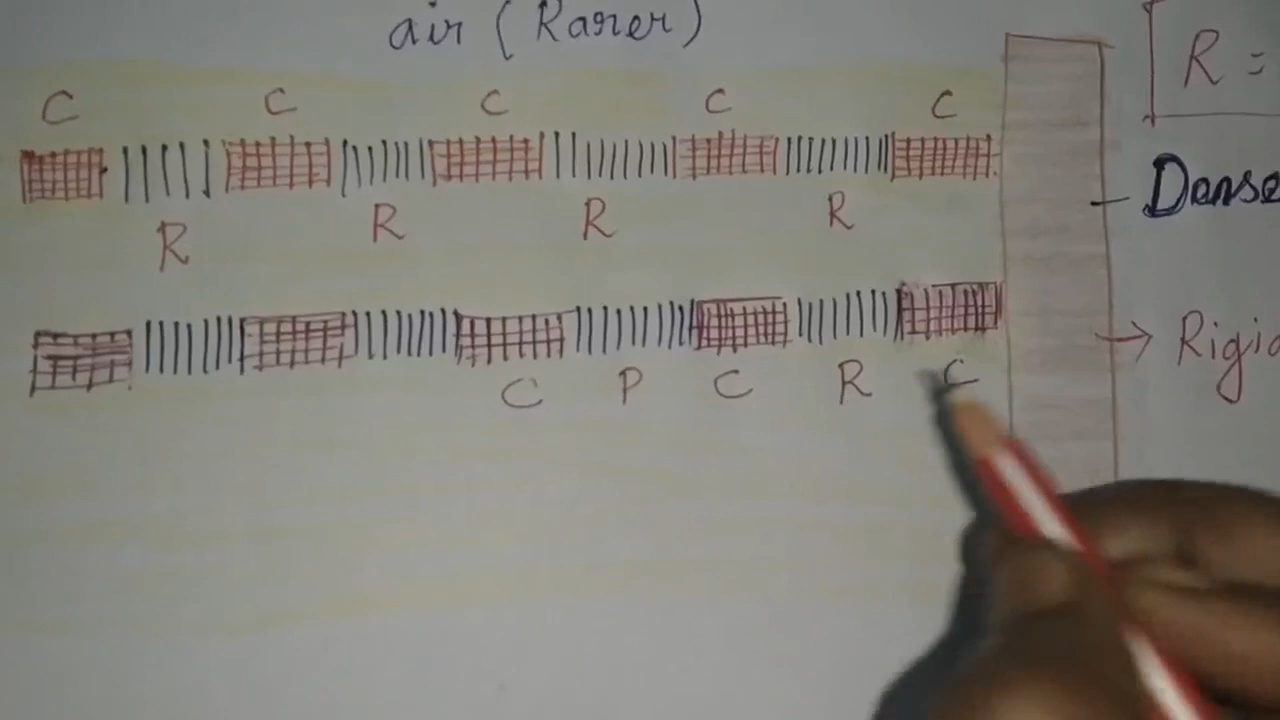 air (Rarer)
R =
C C C C C
Dense
R R R R
Rigid
C P C R C